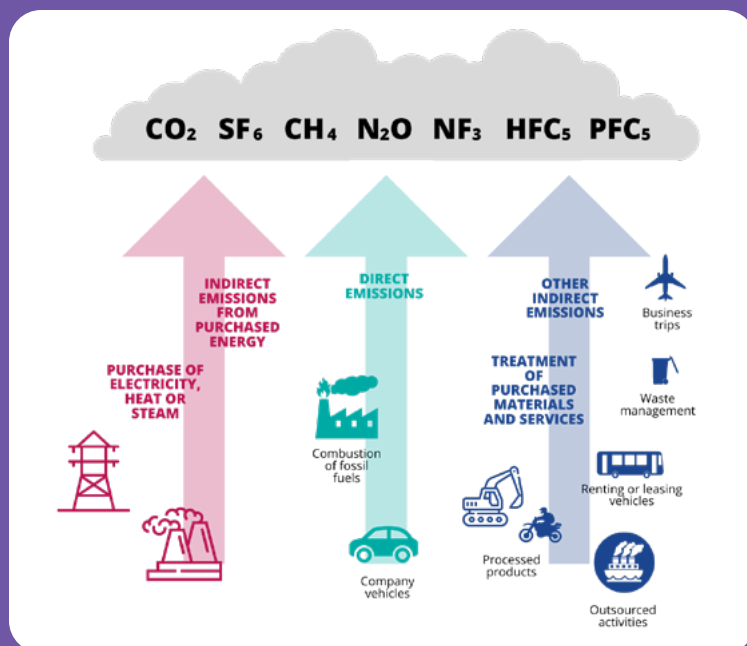 CO₂ SF₆ CH₄ N₂O NF₃ HFC₅ PFC₅
INDIRECT
EMISSIONS
FROM
PURCHASED
ENERGY
PURCHASE OF
ELECTRICITY,
HEAT OR
STEAM
DIRECT
EMISSIONS
Combustion
of fossil
fuels
Company
vehicles
OTHER
INDIRECT
EMISSIONS
TREATMENT
OF
PURCHASED
MATERIALS
AND SERVICES
Processed
products
Business
trips
Waste
management
Renting or leasing
vehicles
Outsourced
activities